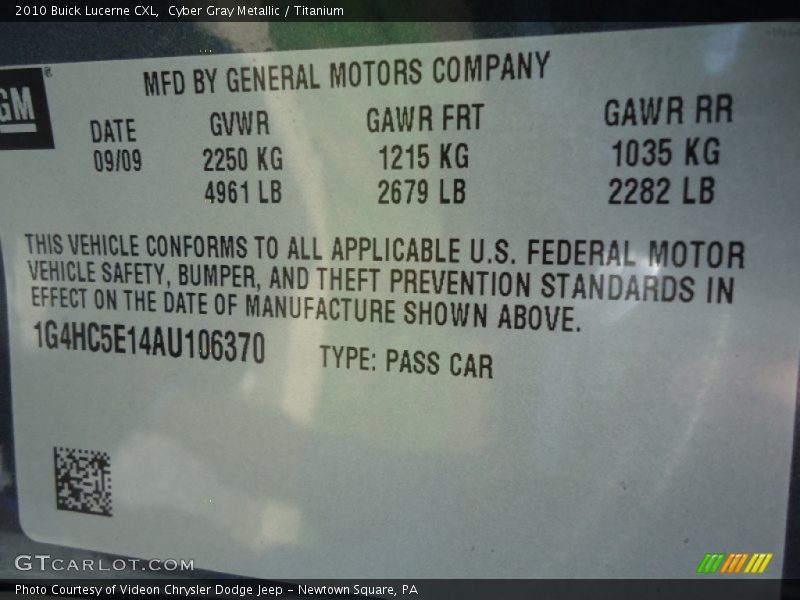 2010 Buick Lucerne CXL, Cyber Gray Metallic / Titanium
GM
MFD BY GENERAL MOTORS COMPANY
DATE GVWR GAWR FRT GAWR RR
09/09 2250 KG 1215 KG 1035 KG
4961 LB 2679 LB 2282 LB
THIS VEHICLE CONFORMS TO ALL APPLICABLE U.S. FEDERAL MOTOR
VEHICLE SAFETY, BUMPER, AND THEFT PREVENTION STANDARDS IN
EFFECT ON THE DATE OF MANUFACTURE SHOWN ABOVE.
1G4HC5E14AU106370 TYPE: PASS CAR
GTCARLOT.COM
Photo Courtesy of Videon Chrysler Dodge Jeep - Newtown Square, PA